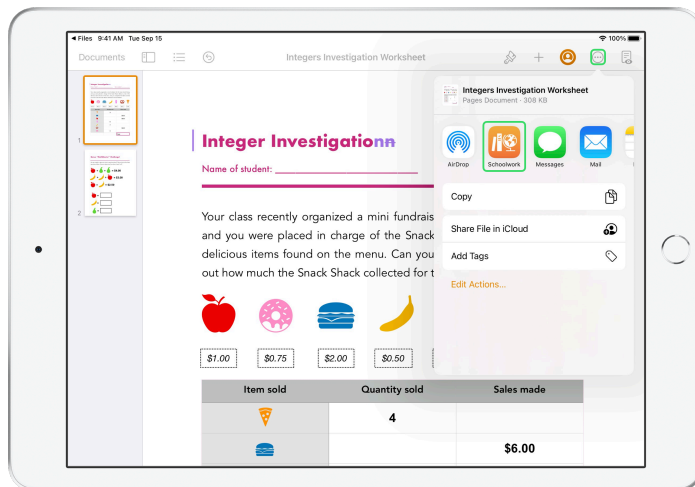 Files 9:41 AM Tue Sep 15
100%
Documents
Integers Investigation Worksheet
Integers Investigation Worksheet
Pages Document · 308 KB
AirDrop
Schoolwork
Messages
Mail
Copy
Share File in iCloud
Add Tags
Edit Actions...
1
2
Integer Investigationnn
Name of student:
Your class recently organized a mini fundrais
and you were placed in charge of the Snack
delicious items found on the menu. Can you
out how much the Snack Shack collected for t
$1.00 $0.75 $2.00 $0.50
Item sold Quantity sold Sales made
4
$6.00